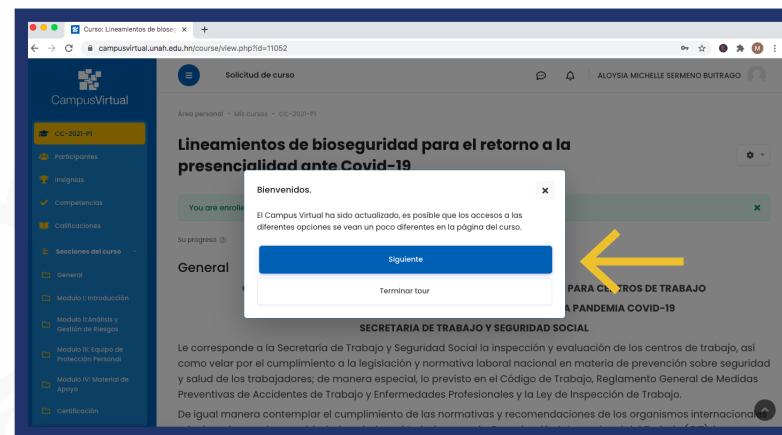 Curso: Lineamientos de bioseg
campusvirtual.unah.edu.hn/course/view.php?id=11052
M
CampusVirtual
Solicitud de curso
ALOYSIA MICHELLE SERMENO BUITRAGO
Área personal - Mis cursos - CC-2021-P1
CC-2021-P1
Participantes
Insignias
Competencias
Calificaciones
Secciones del curso
General
Modulo I: Introducción
Modulo II:Análisis y
Gestión de Riesgos
Modulo III: Equipo de
Protección Personal
Modulo IV: Material de
Apoyo
Certificación
Lineamientos de bioseguridad para el retorno a la
presencialidad ante Covid-19
You are enrolle
Su progreso
General
Bienvenidos.
El Campus Virtual ha sido actualizado, es posible que los accesos a las
diferentes opciones se vean un poco diferentes en la página del curso.
Siguiente
Terminar tour
PARA CENTROS DE TRABAJO
A PANDEMIA COVID-19
SECRETARIA DE TRABAJO Y SEGURIDAD SOCIAL
Le corresponde a la Secretaría de Trabajo y Seguridad Social la inspección y evaluación de los centros de trabajo, así
como velar por el cumplimiento a la legislación y normativa laboral nacional en materia de prevención sobre seguridad
y salud de los trabajadores; de manera especial, lo previsto en el Código de Trabajo, Reglamento General de Medidas
Preventivas de Accidentes de Trabajo y Enfermedades Profesionales y la Ley de Inspección de Trabajo.
De igual manera contemplar el cumplimiento de las normativas y recomendaciones de los organismos internacionales